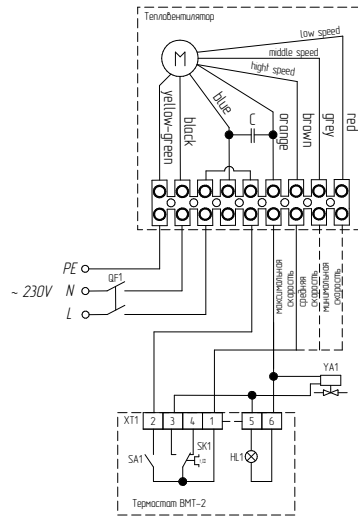 Тепловентилятор
low speed
middle speed
hight speed
M
yellow-green
black
blue
C
orange
brown
grey
red
PE
~ 230V
N
QF1
L
максимальная скорость
средняя скорость
минимальная скорость
YA1
XT1
2
3
4
1
5
6
SA1
SK1
HL1
Термостат ВМТ-2